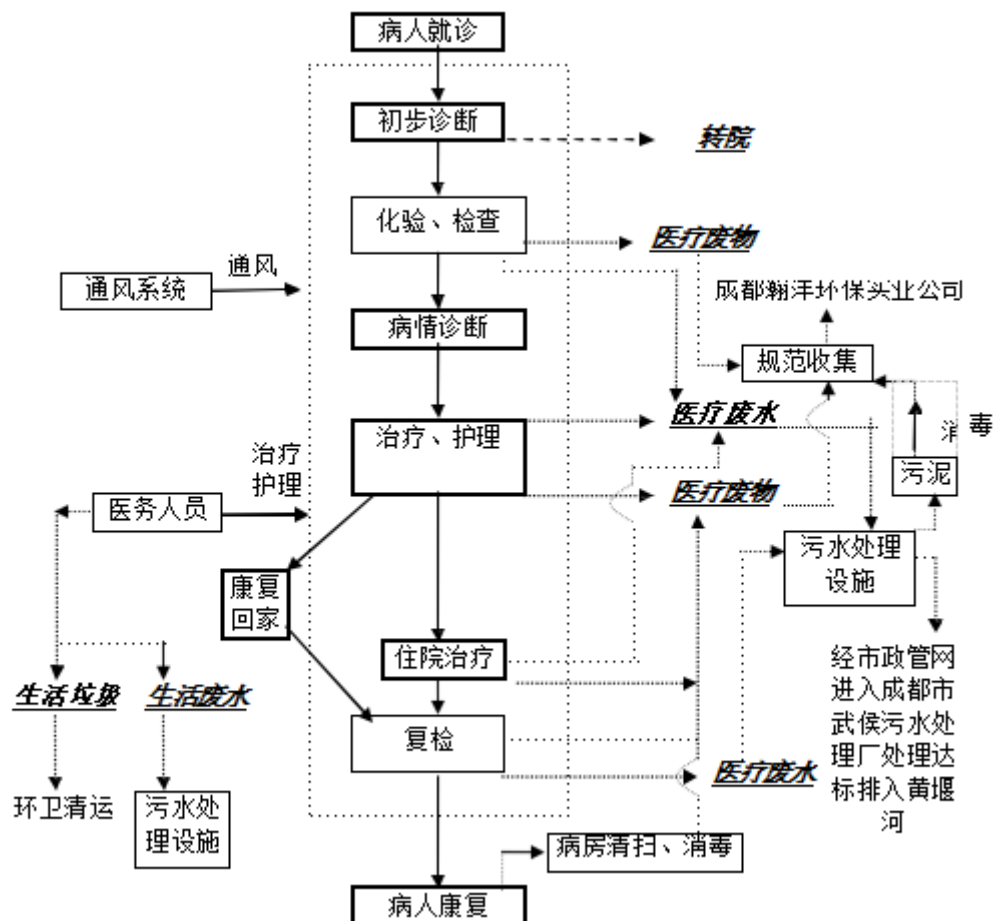 病人就诊
初步诊断
转院
化验、检查
医疗废物
通风
通风系统
成都瀚洋环保实业公司
病情诊断
规范收集
医疗废水
消毒
治疗、护理
治疗
护理
污泥
医疗废物
医务人员
污水处理
设施
康复
回家
住院治疗
经市政管网
进入成都市
武侯污水处
理厂处理达
标排入黄堰
河
生活垃圾
生活废水
复检
医疗废水
环卫清运
污水处
理设施
病房清扫、消毒
病人康复